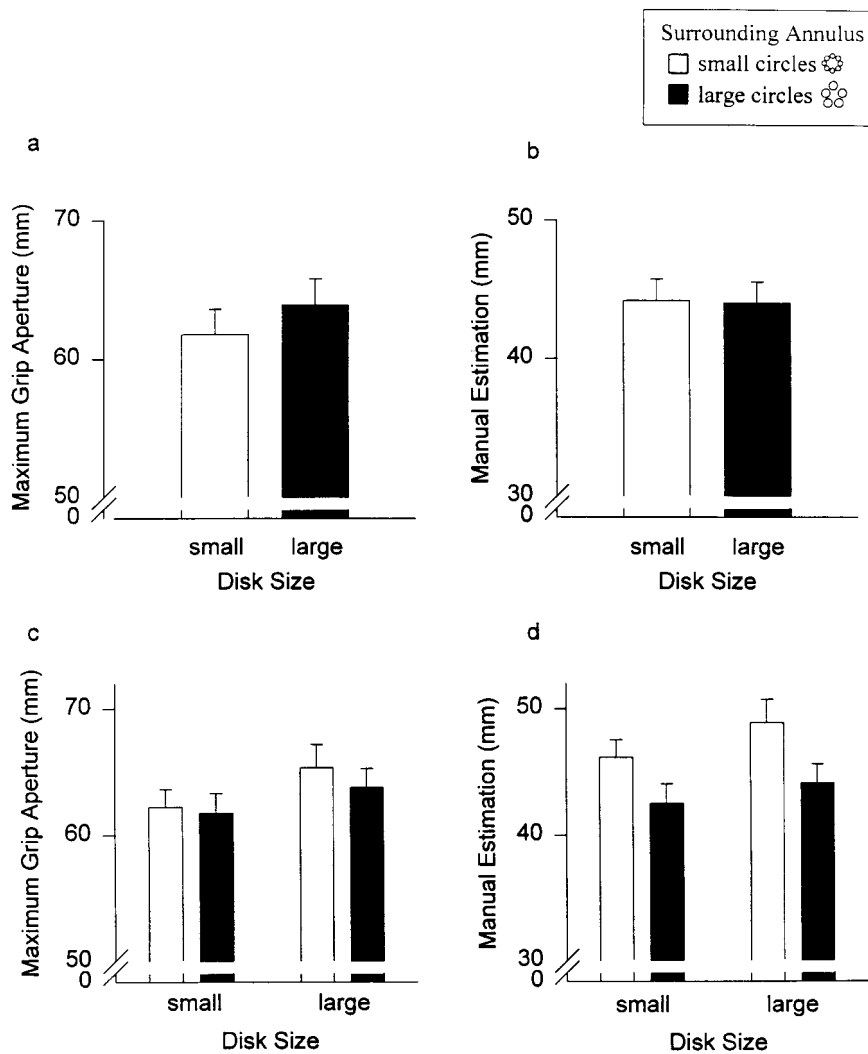 Surrounding Annulus
small circles
large circles
a
70
60
50
0
Maximum Grip Aperture (mm)
small large
Disk Size
b
50
40
30
0
Manual Estimation (mm)
small large
Disk Size
c
70
60
50
0
Maximum Grip Aperture (mm)
small large
Disk Size
d
50
40
30
0
Manual Estimation (mm)
small large
Disk Size